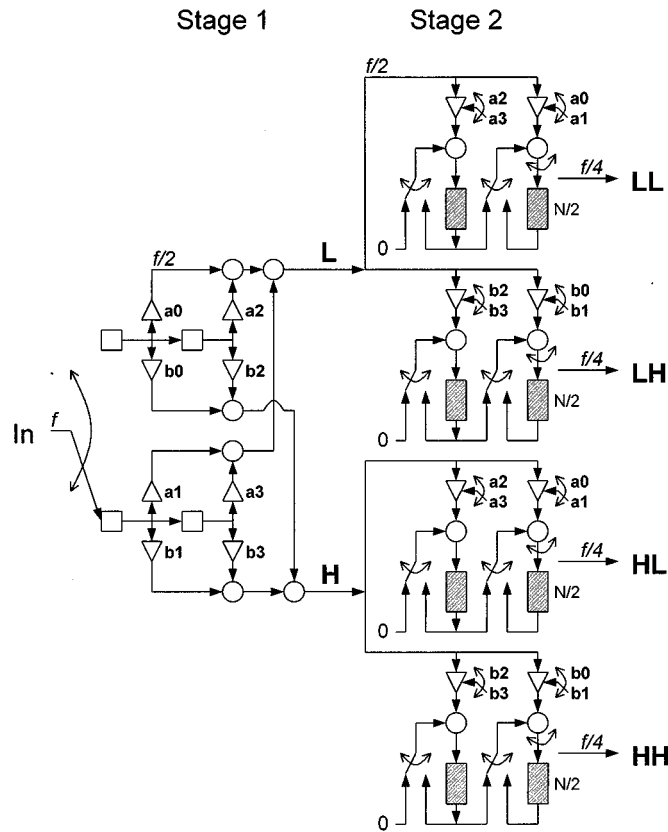 Stage 1
Stage 2
f/2
a2
a3
a0
a1
f/4
LL
N/2
0
L
f/2
a0
a2
b0
b2
b2
b3
b0
b1
f/4
LH
N/2
0
In
f
a1
a3
b1
b3
H
a2
a3
a0
a1
f/4
HL
N/2
0
b2
b3
b0
b1
f/4
HH
N/2
0